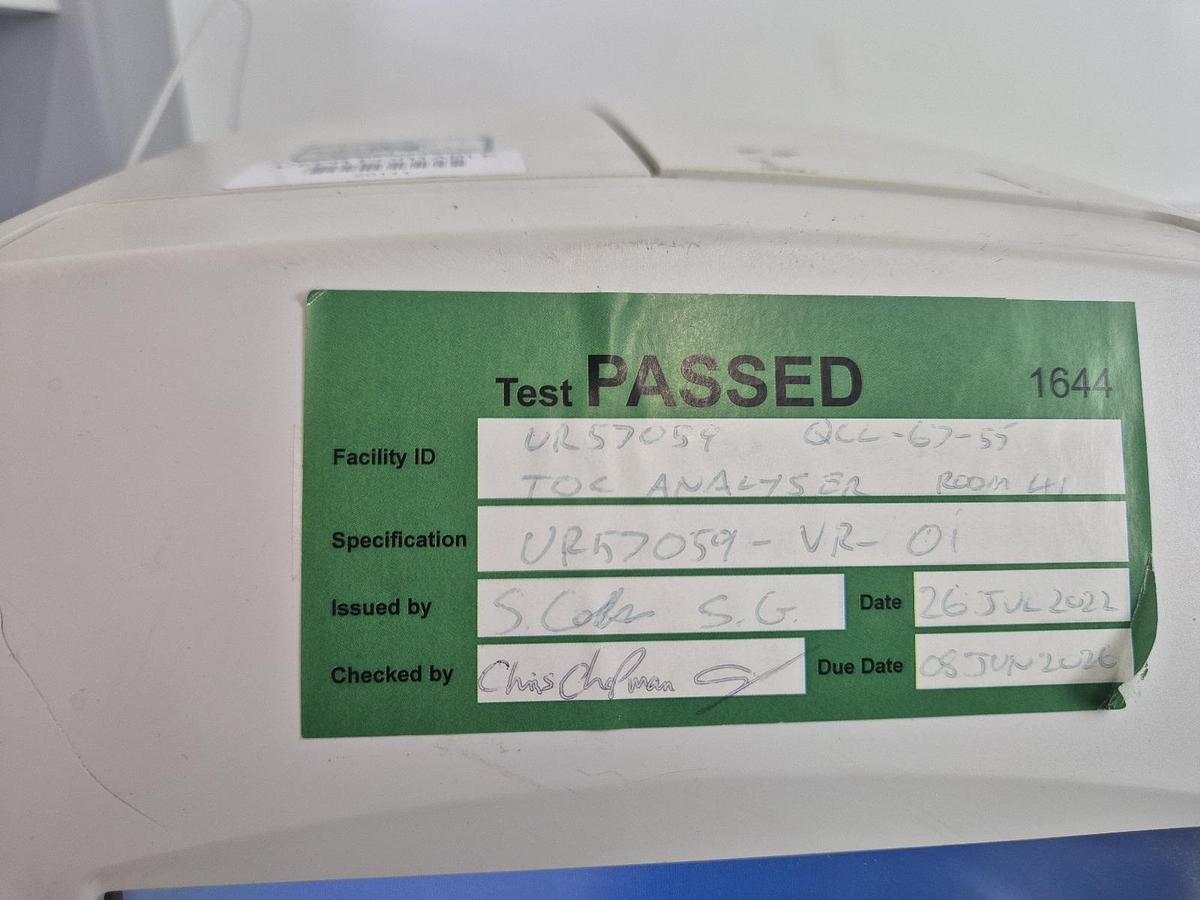 Test PASSED 1644
Facility ID UR57059 QCL-67-55
TOC ANALYSER ROOM 41
Specification UR57059-VR-01
Issued by S. S.G. Date 26 JUL 2022
Checked by Chris Chapman Due Date 08 JUN 2026